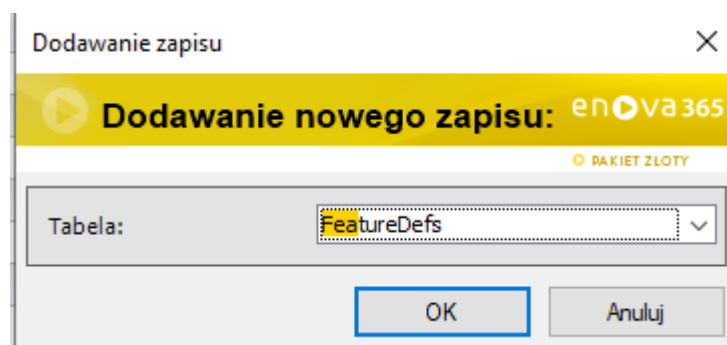 Dodawanie zapisu
Dodawanie nowego zapisu:
enova365
PAKIET ZŁOTY
Tabela:
FeatureDefs
OK
Anuluj